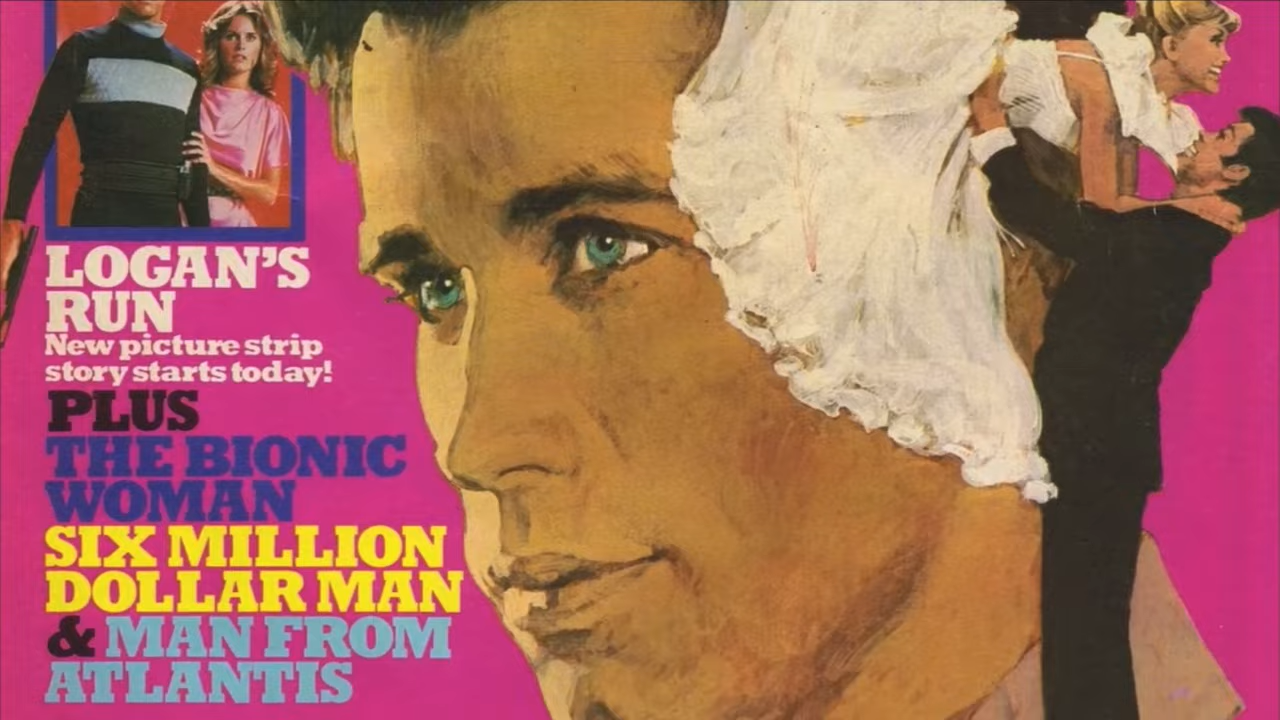 LOGAN'S
RUN
New picture strip
story starts today!
PLUS
THE BIONIC
WOMAN
SIX MILLION
DOLLAR MAN
& MAN FROM
ATLANTIS